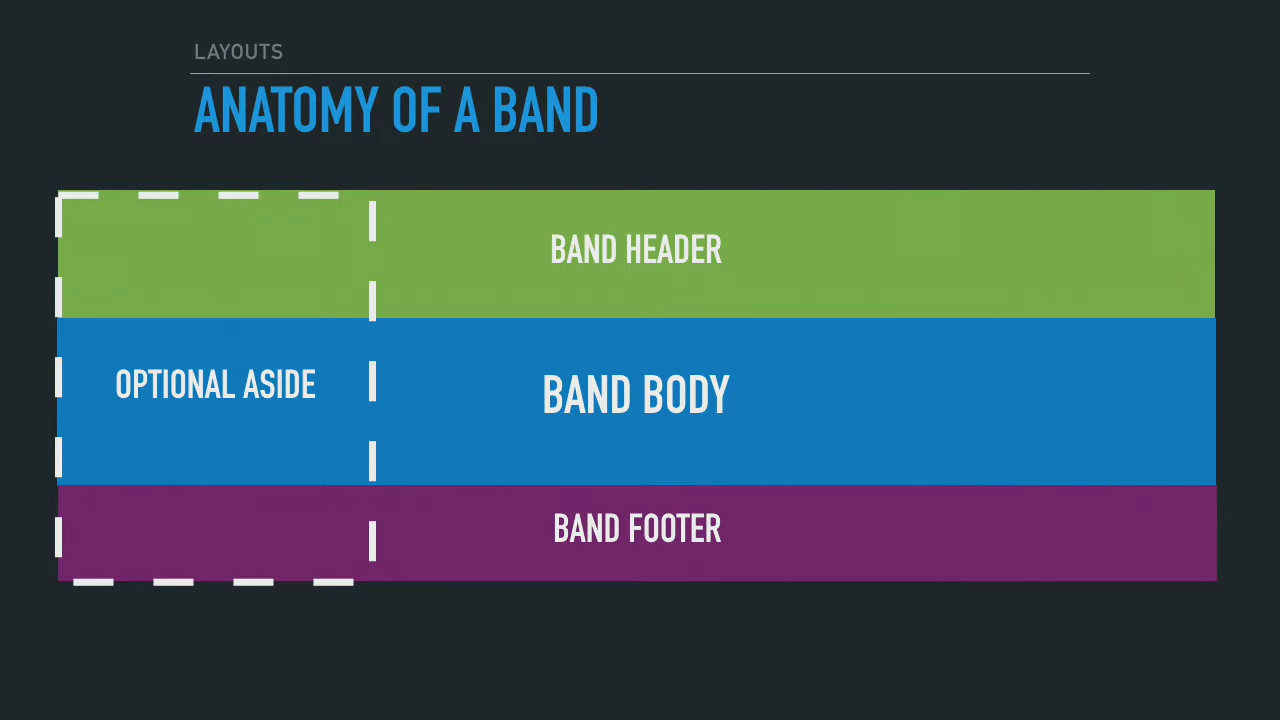 LAYOUTS
ANATOMY OF A BAND
BAND HEADER
OPTIONAL ASIDE
BAND BODY
BAND FOOTER